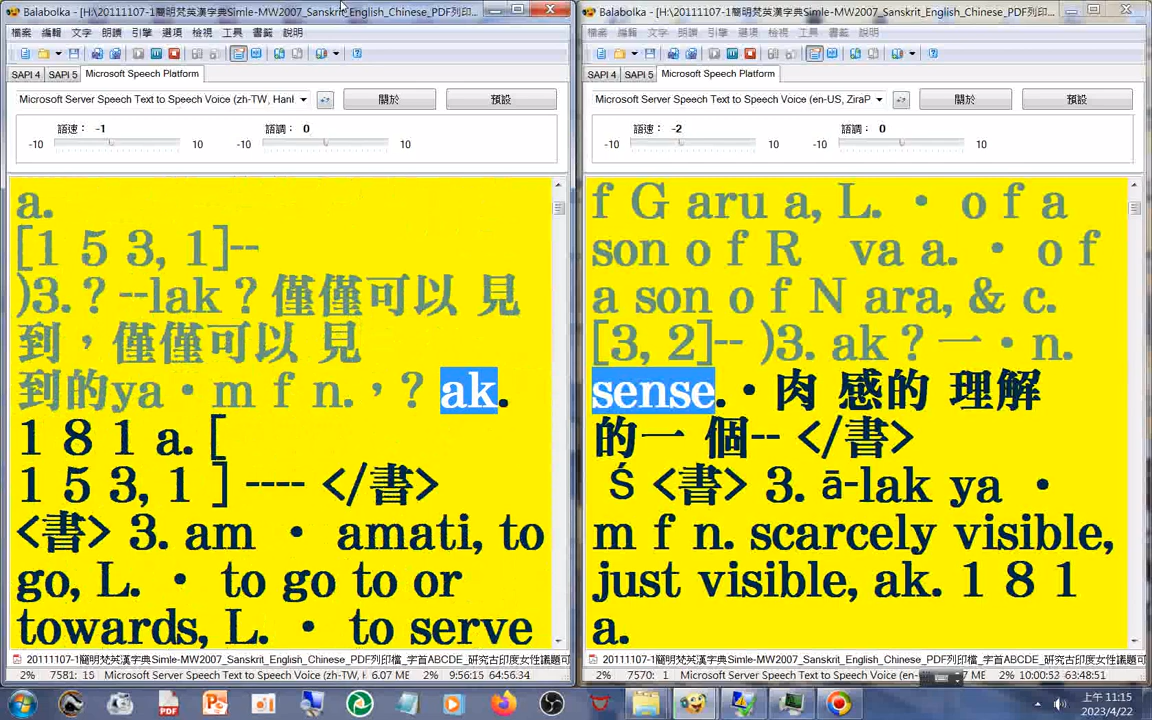 Balabolka - [H:\20111107-1簡明梵英漢字典Simle-MW2007_Sanskrit_English_Chinese_PDF列印...
檔案 編輯 文字 朗讀 引擎 選項 檢視 工具 書籤 說明
SAPI 4 SAPI 5 Microsoft Speech Platform
Microsoft Server Speech Text to Speech Voice (zh-TW, Hanl
關於 預設
語速: -1 語調: 0
-10 10 -10 10
a.
[1 5 3, 1]--
)3. ? --lak ? 僅僅可以 見
到，僅僅可以 見
到的ya・m f n.，? ak.
1 8 1 a. [
1 5 3, 1 ] ---- </書>
<書> 3. am ・ amati, to
go, L. ・ to go to or
towards, L. ・ to serve
20111107-1簡明梵英漢字典Simle-MW2007_Sanskrit_English_Chinese_PDF列印檔_字首ABCDE_研究古印度女性議題可
2% 7581: 15 Microsoft Server Speech Text to Speech Voice (zh-TW, H 6.07 ME 2% 9:56:15 64:56.34
Balabolka - [H:\20111107-1簡明梵英漢字典Simle-MW2007_Sanskrit_English_Chinese_PDF列印...
檔案 編輯 文字 朗讀 引擎 選項 檢視 工具 書籤 說明
SAPI 4 SAPI 5 Microsoft Speech Platform
Microsoft Server Speech Text to Speech Voice (en-US, ZiraP
關於 預設
語速: -2 語調: 0
-10 10 -10 10
f G aru a, L. ・ o f a
son o f R va a. ・ o f
a son o f N ara, & c.
[3, 2]-- )3. ak ? 一・n.
sense.・肉 感的 理解
的一 個-- </書>
Ś <書> 3. ā-lak ya ・
m f n. scarcely visible,
just visible, ak. 1 8 1
a.
20111107-1簡明梵英漢字典Simle-MW2007_Sanskrit_English_Chinese_PDF列印檔_字首ABCDE_研究古印度女性議題可
2% 7570: 1 Microsoft Server Speech Text to Speech Voice (en-US 2% 10:00:53 63:48:51
上午 11:15
2023/4/22